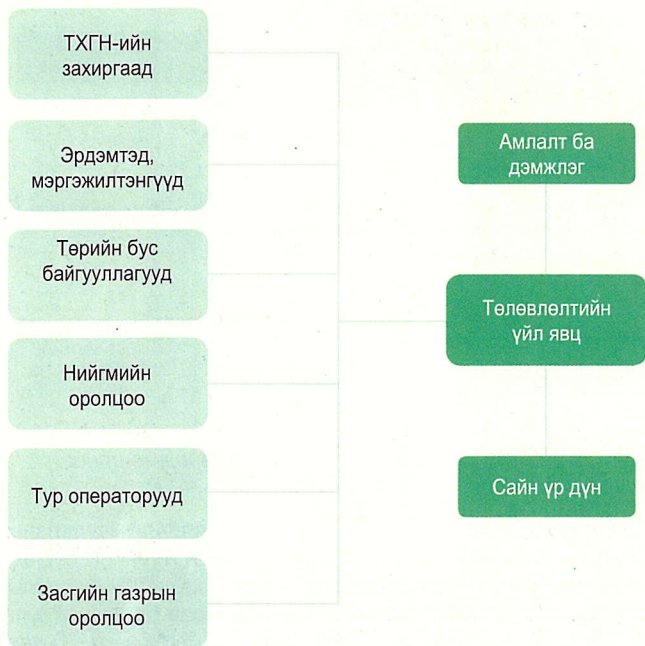 ТХГН-ийн
захиргаад
Эрдэмтэд,
мэргэжилтэнгүүд
Төрийн бус
байгууллагууд
Нийгмийн
оролцоо
Тур операторууд
Засгийн газрын
оролцоо
Амлалт ба
дэмжлэг
Төлөвлөлтийн
үйл явц
Сайн үр дүн